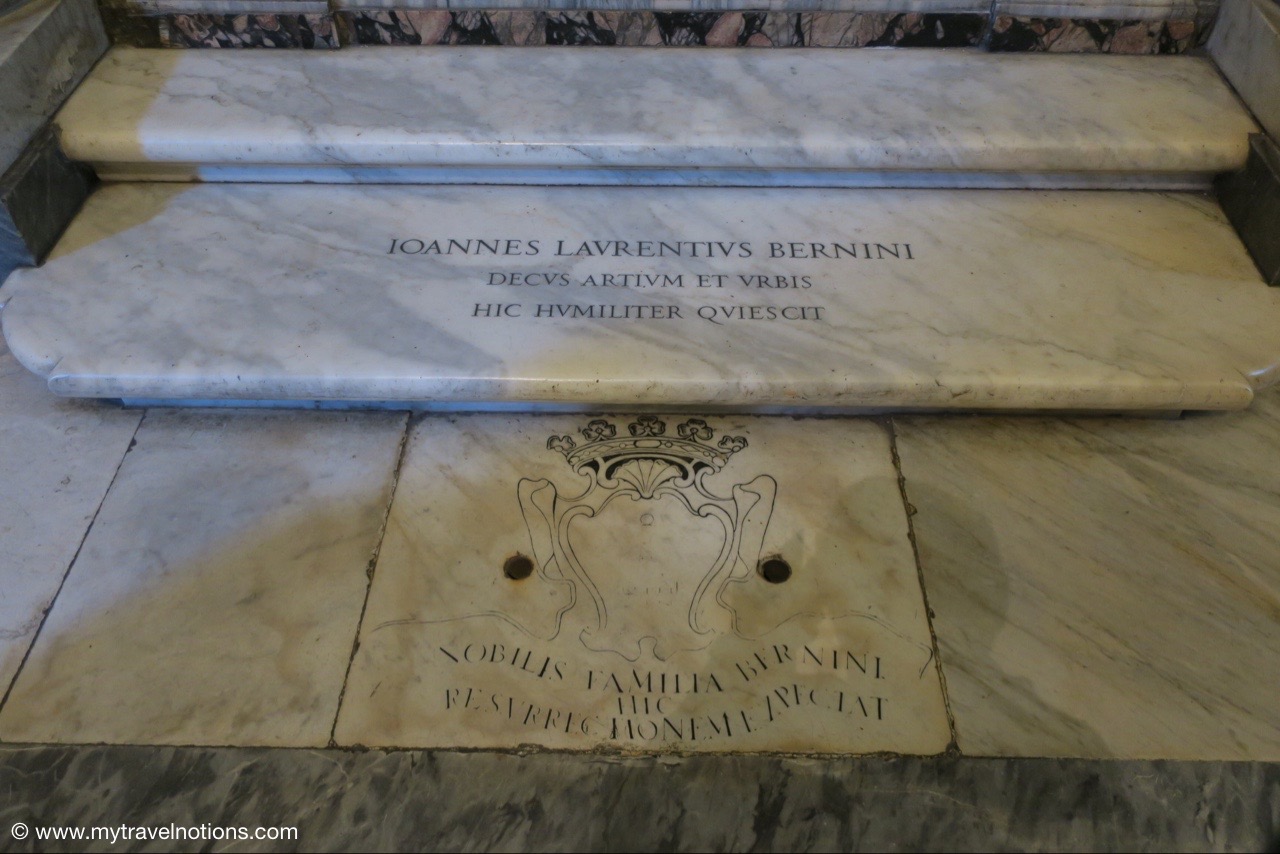 IOANNES LAVRENTIVS BERNINI
DECVS ARTIVM ET VRBIS
HIC HVMILITER QVIESCIT
NOBILIS FAMILIA BERNINI
HIC
RESVRRECTIONEM EXPECTAT
© www.mytravelnotions.com